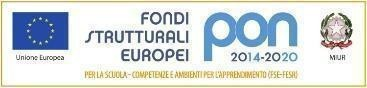 FONDI
STRUTTURALI
EUROPEI
pon
2014-2020
Unione Europea
MIUR
PER LA SCUOLA - COMPETENZE E AMBIENTI PER L'APPRENDIMENTO (FSE-FESR)